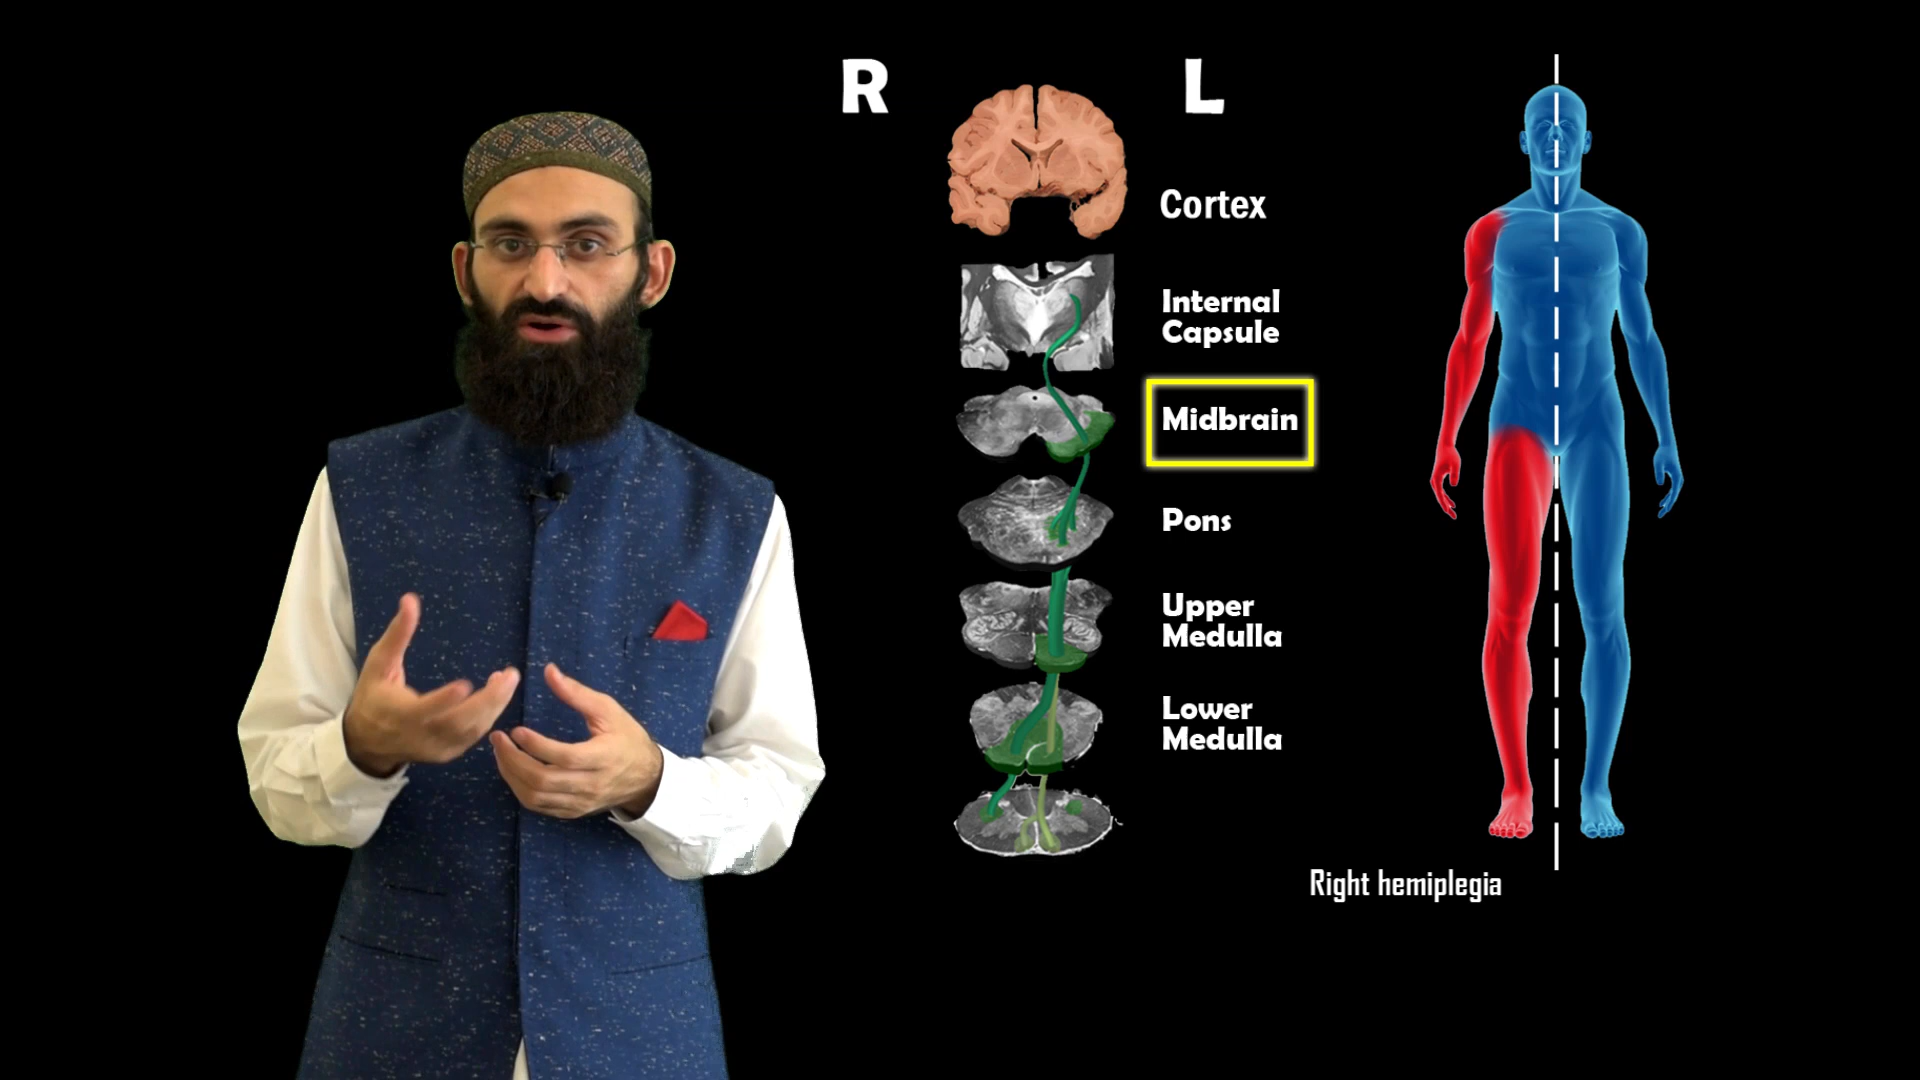 R
L
Cortex
Internal
Capsule
Midbrain
Pons
Upper
Medulla
Lower
Medulla
Right hemiplegia